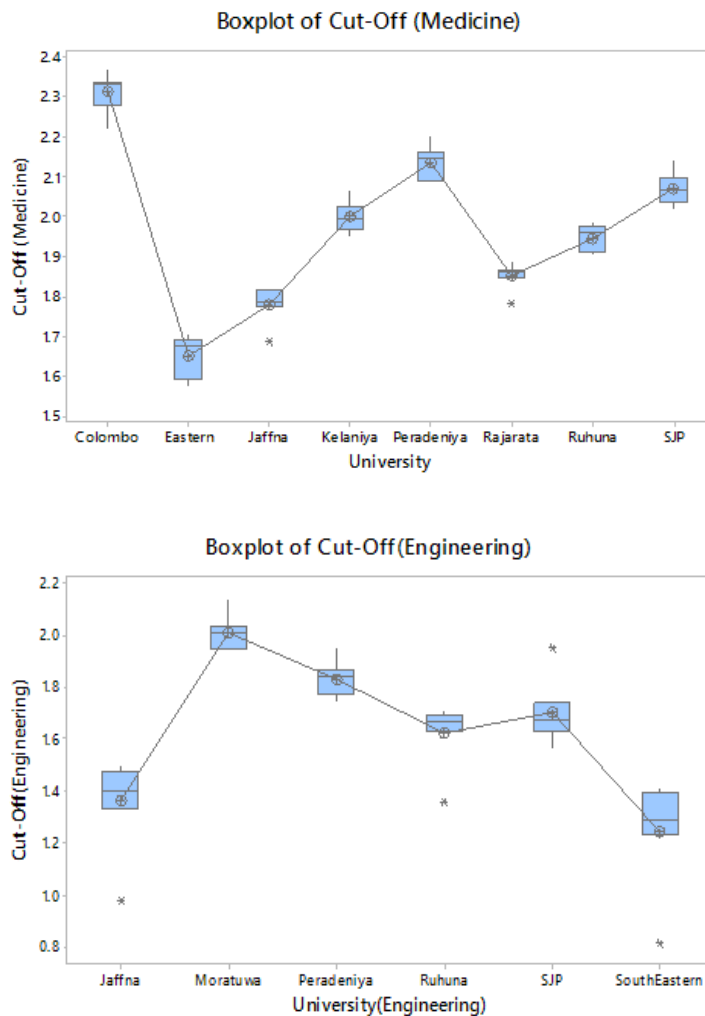 Boxplot of Cut-Off (Medicine)
2.4
2.3
2.2
2.1
2.0
1.9
1.8
1.7
1.6
1.5
Cut-Off (Medicine)
Colombo Eastern Jaffna Kelaniya Peradeniya Rajarata Ruhuna SJP
University
Boxplot of Cut-Off(Engineering)
2.2
2.0
1.8
1.6
1.4
1.2
1.0
0.8
Cut-Off(Engineering)
Jaffna Moratuwa Peradeniya Ruhuna SJP SouthEastern
University(Engineering)